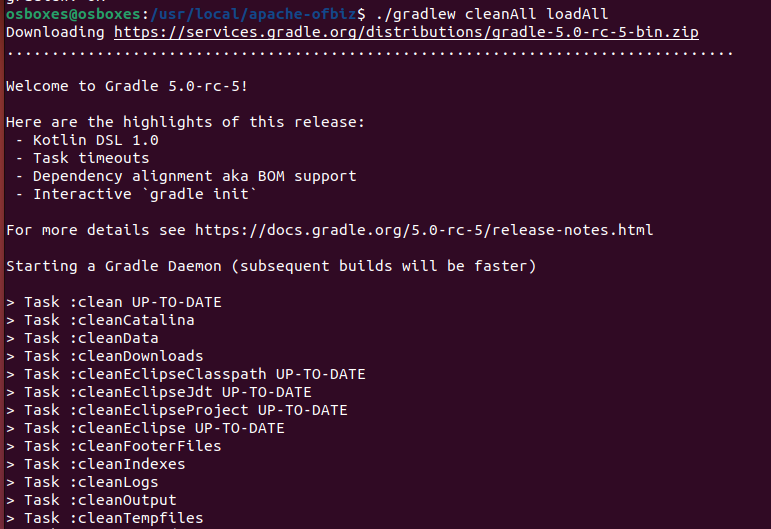 osboxes@osboxes:/usr/local/apache-ofbiz$ ./gradlew cleanAll loadAll
Downloading https://services.gradle.org/distributions/gradle-5.0-rc-5-bin.zip
.................................................................................
Welcome to Gradle 5.0-rc-5!
Here are the highlights of this release:
- Kotlin DSL 1.0
- Task timeouts
- Dependency alignment aka BOM support
- Interactive `gradle init`
For more details see https://docs.gradle.org/5.0-rc-5/release-notes.html
Starting a Gradle Daemon (subsequent builds will be faster)
> Task :clean UP-TO-DATE
> Task :cleanCatalina
> Task :cleanData
> Task :cleanDownloads
> Task :cleanEclipseClasspath UP-TO-DATE
> Task :cleanEclipseJdt UP-TO-DATE
> Task :cleanEclipseProject UP-TO-DATE
> Task :cleanEclipse UP-TO-DATE
> Task :cleanFooterFiles
> Task :cleanIndexes
> Task :cleanLogs
> Task :cleanOutput
> Task :cleanTempfiles